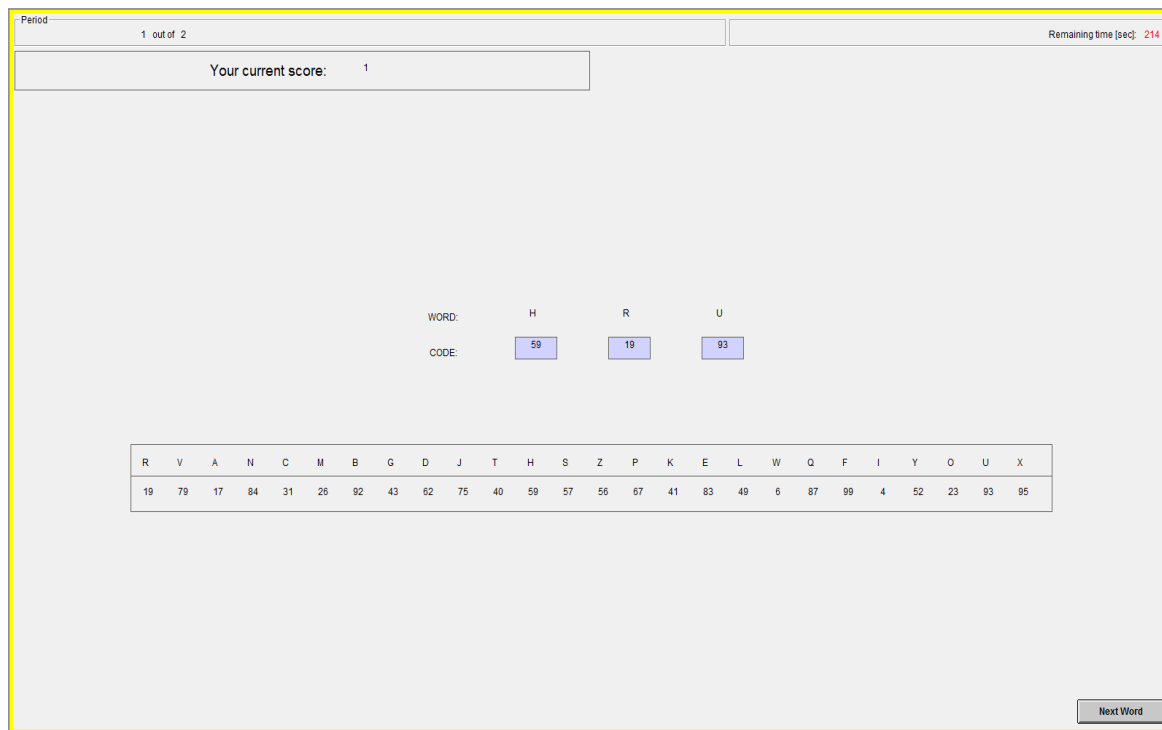 Period
1 out of 2
Remaining time [sec]: 214
Your current score: 1
WORD: H R U
CODE: 59 19 93
R V A N C M B G D J T H S Z P K E L W Q F I Y O U X
19 79 17 84 31 26 92 43 62 75 40 59 57 56 67 41 83 49 6 87 99 4 52 23 93 95
Next Word